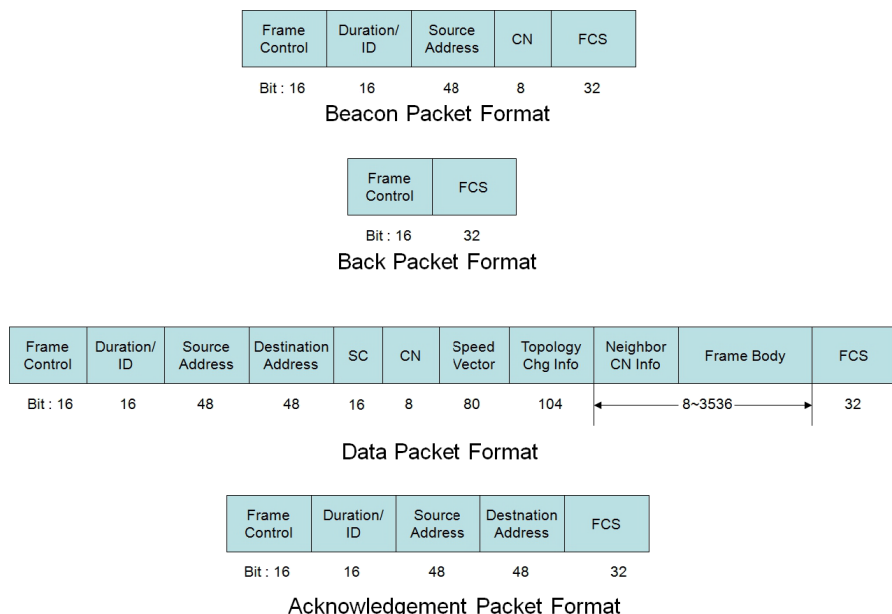 Frame Control Duration/ ID Source Address CN FCS
Bit : 16 16 48 8 32
Beacon Packet Format
Frame Control FCS
Bit : 16 32
Back Packet Format
Frame Control Duration/ ID Source Address Destination Address SC CN Speed Vector Topology Chg Info Neighbor CN Info Frame Body FCS
Bit : 16 16 48 48 16 8 80 104 8~3536 32
Data Packet Format
Frame Control Duration/ ID Source Address Destnation Address FCS
Bit : 16 16 48 48 32
Acknowledgement Packet Format